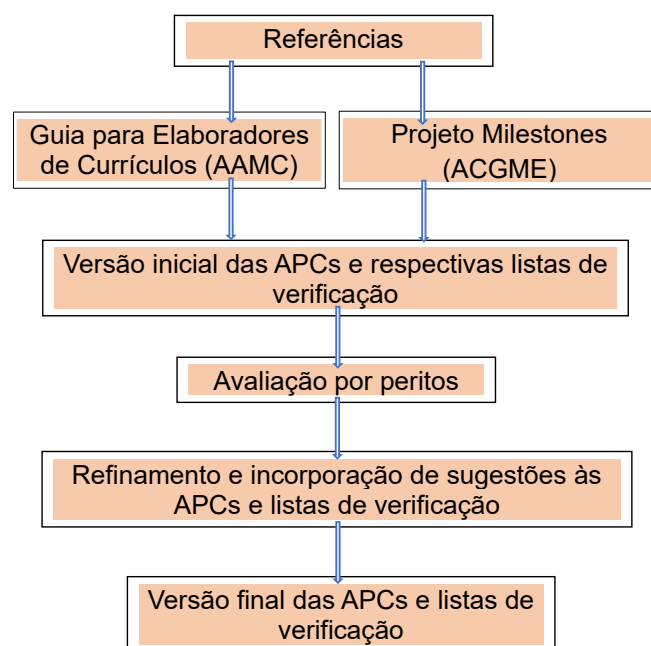 Referências
Guia para Elaboradores
de Currículos (AAMC)
Projeto Milestones
(ACGME)
Versão inicial das APCs e respectivas listas de
verificação
Avaliação por peritos
Refinamento e incorporação de sugestões às
APCs e listas de verificação
Versão final das APCs e listas de
verificação